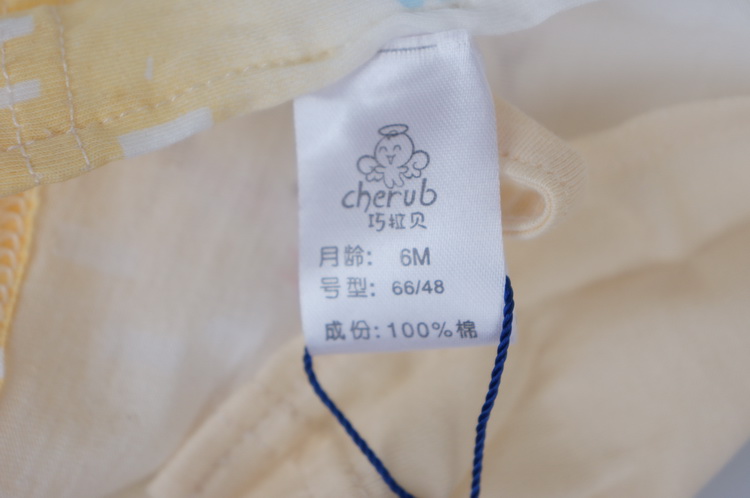 cherub
巧拉贝
月龄: 6M
号型: 66/48
成份:100%棉